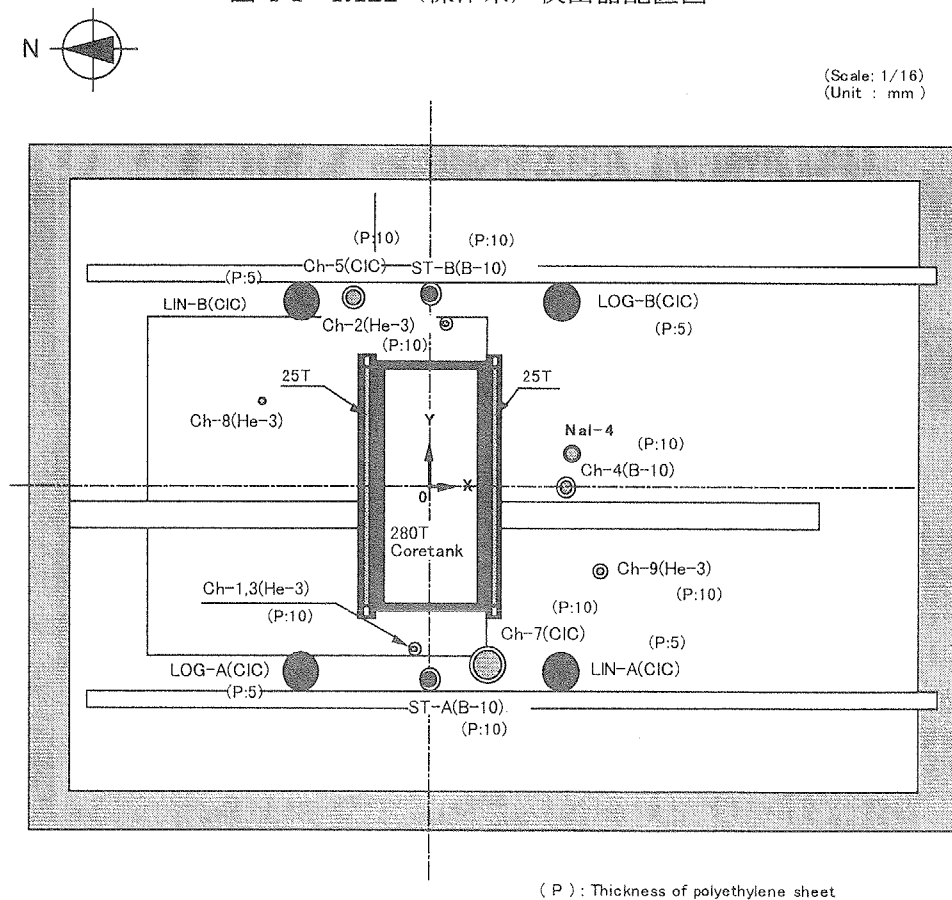 N
(Scale: 1/16)
(Unit : mm )
(P:10)
(P:10)
Ch-5(CIC)
ST-B(B-10)
(P:5)
LIN-B(CIC)
LOG-B(CIC)
Ch-2(He-3)
(P:5)
(P:10)
25T
25T
Ch-8(He-3)
Y
NaI-4
(P:10)
Ch-4(B-10)
X
0
280T
Coretank
Ch-9(He-3)
Ch-1,3(He-3)
(P:10)
(P:10)
(P:10)
Ch-7(CIC)
(P:5)
LOG-A(CIC)
LIN-A(CIC)
(P:5)
ST-A(B-10)
(P:10)
( P ) : Thickness of polyethylene sheet